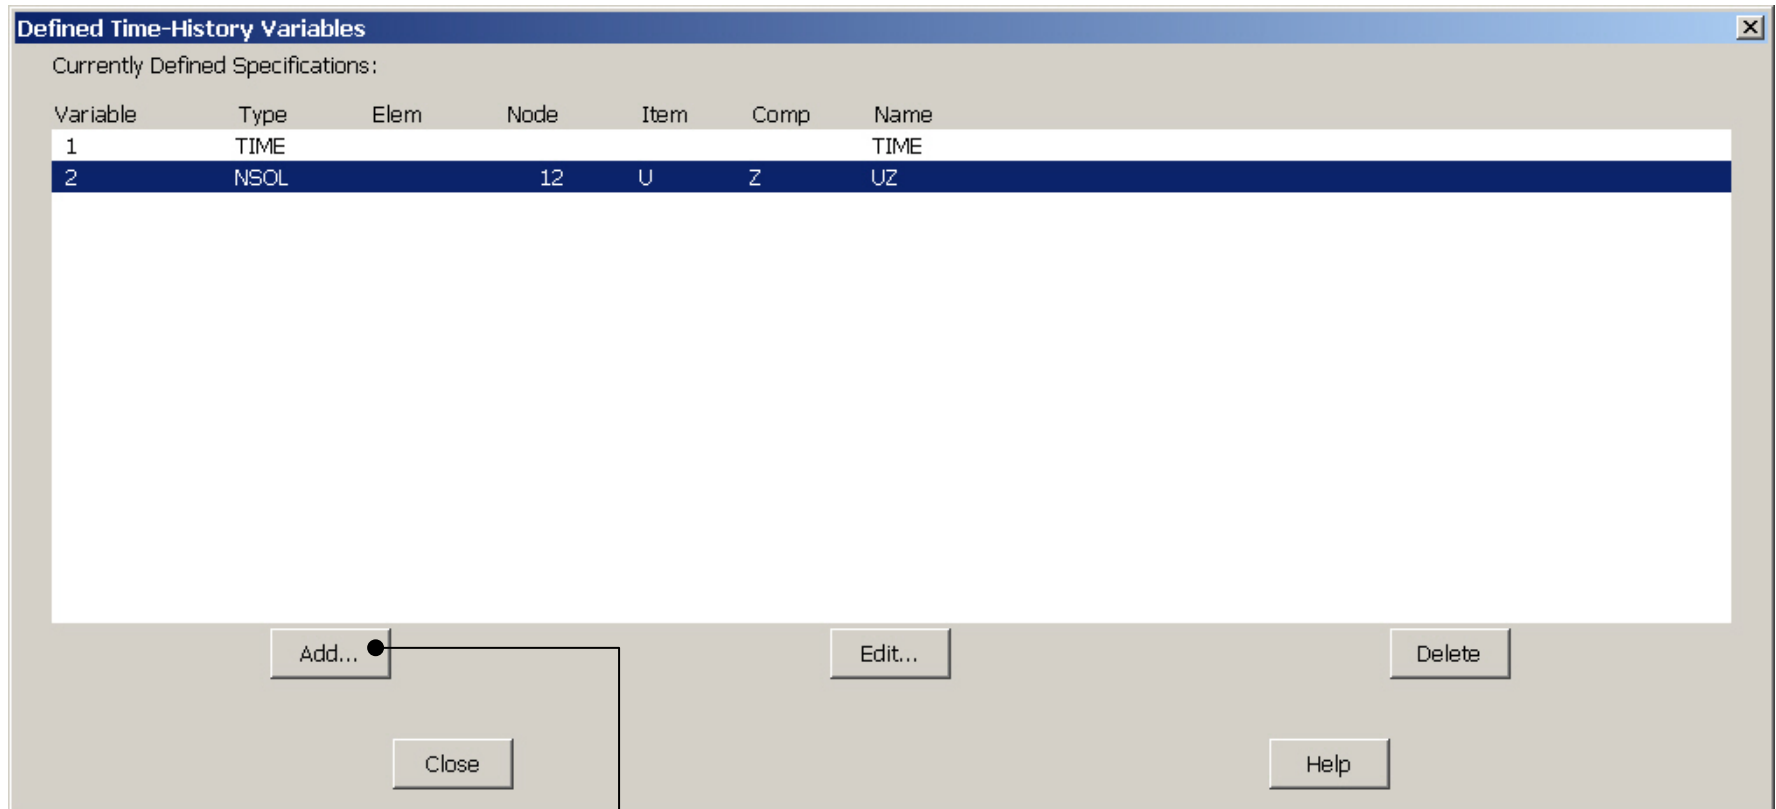 Defined Time-History Variables
Currently Defined Specifications:
Variable Type Elem Node Item Comp Name
1 TIME TIME
2 NSOL 12 U Z UZ
Add... Edit... Delete
Close Help